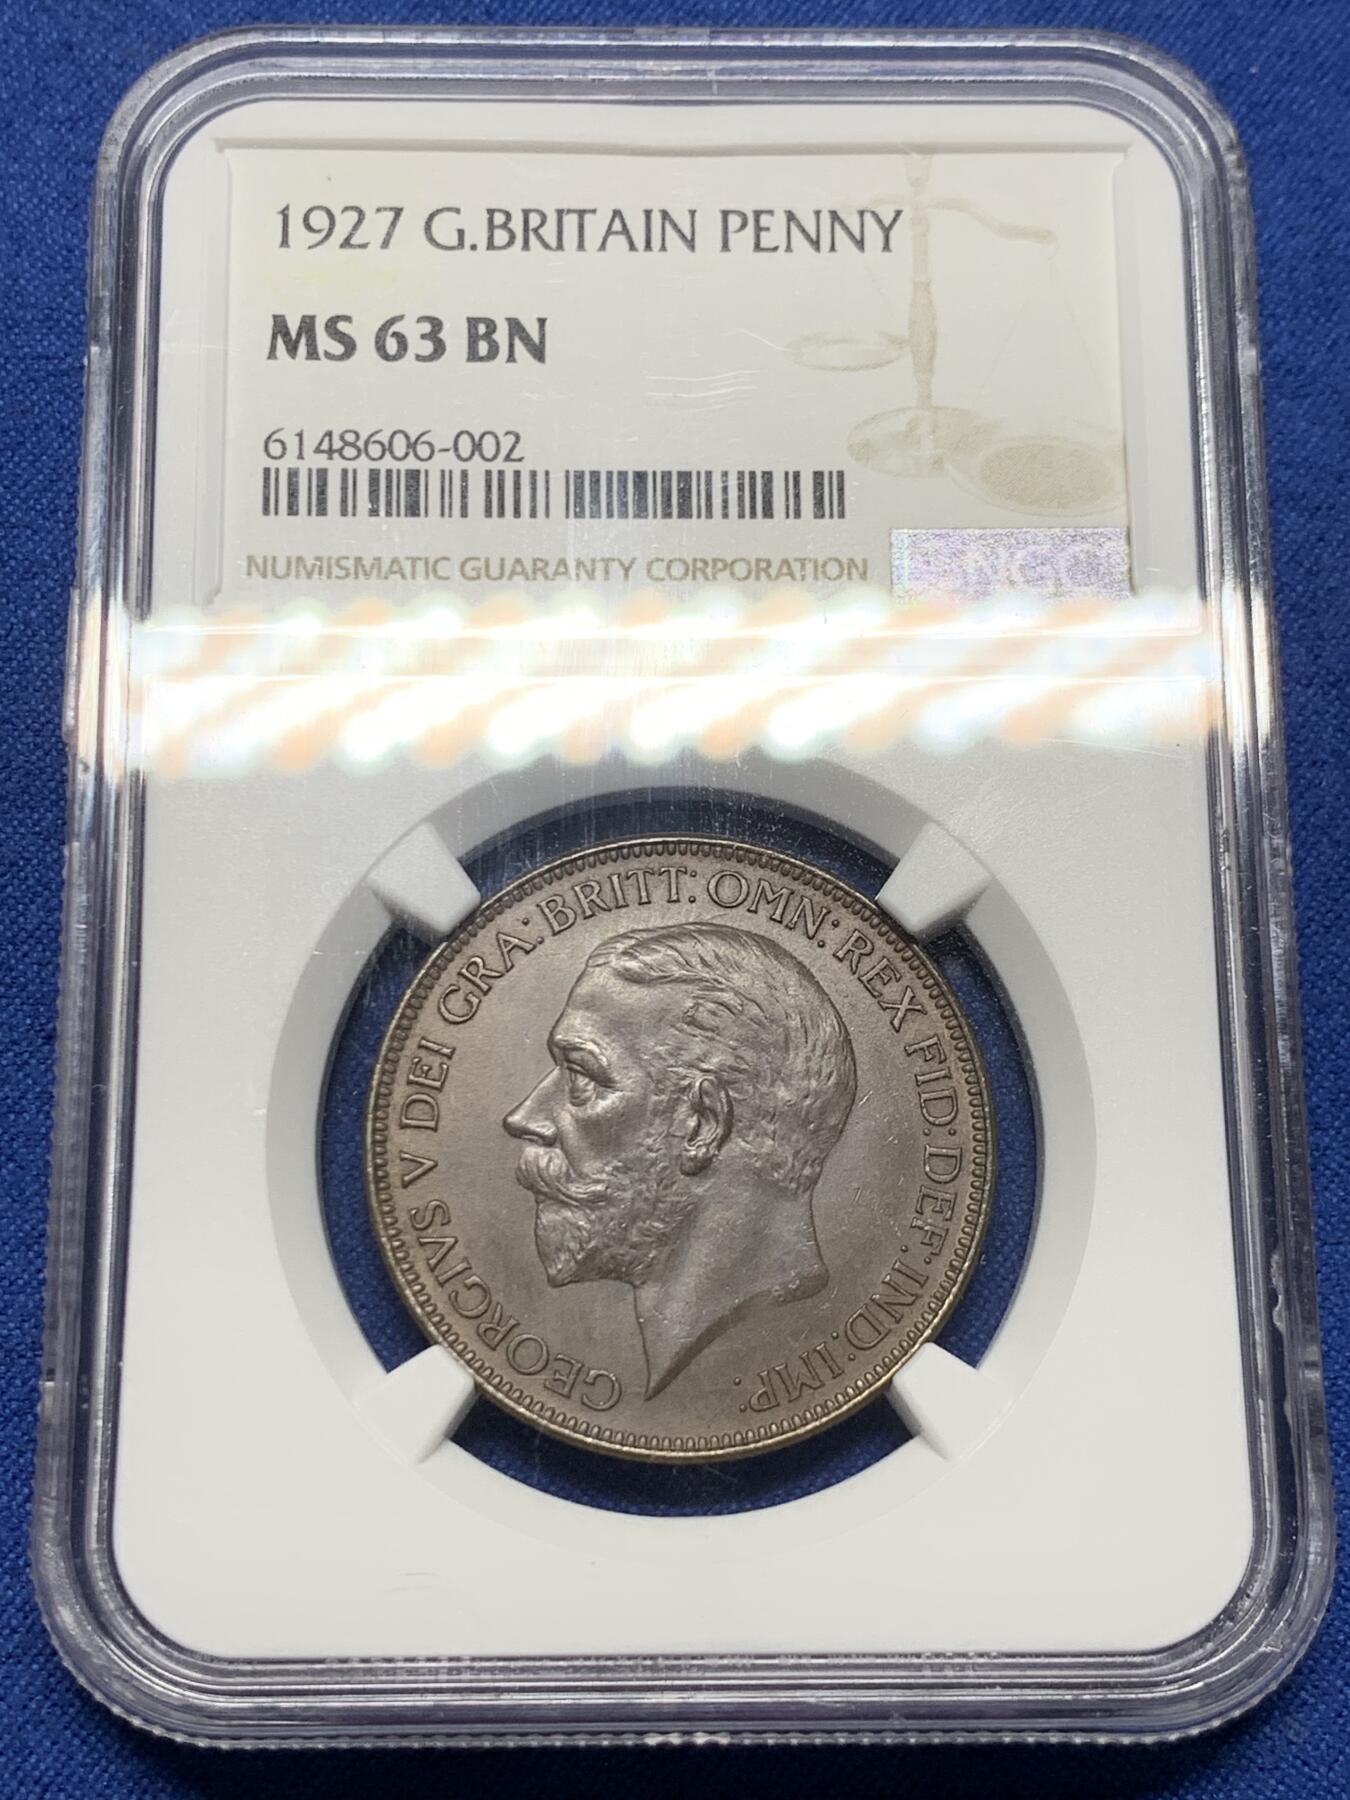 1927 G.BRITAIN PENNY
MS 63 BN
6148606-002
NUMISMATIC GUARANTY CORPORATION
GEORGIVS V DEI GRA: BRITT: OMN: REX FID: DEF: IND: IMP: